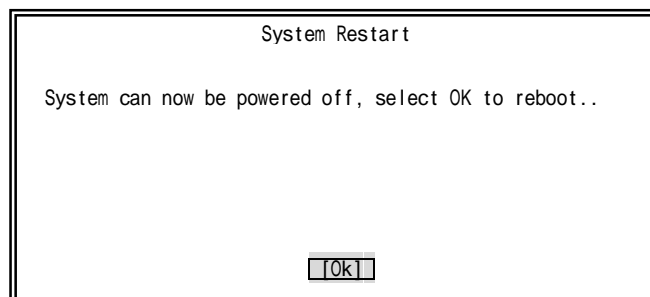 System Restart
System can now be powered off, select OK to reboot..
[Ok]